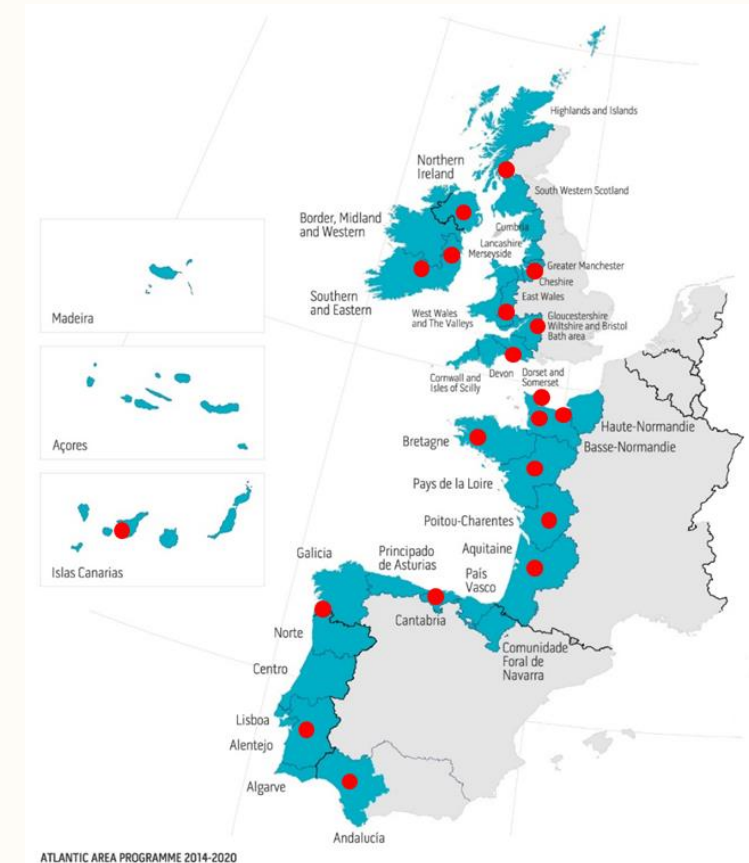 Highlands and Islands
Northern
Ireland
South Western Scotland
Border, Midland
and Western
Cumbria
Lancashire
Merseyside
Greater Manchester
Cheshire
East Wales
Southern
and Eastern
West Wales
and The Valleys
Gloucestershire
Wiltshire and Bristol
Bath area
Madeira
Cornwall and
Isles of Scilly
Devon
Dorset and
Somerset
Haute-Normandie
Bretagne
Basse-Normandie
Açores
Pays de la Loire
Poitou-Charentes
Galicia
Principado
de Asturias
Aquitaine
País
Vasco
Islas Canarias
Cantabria
Norte
Comunidade
Foral de
Navarra
Centro
Lisboa
Alentejo
Algarve
Andalucía
ATLANTIC AREA PROGRAMME 2014-2020